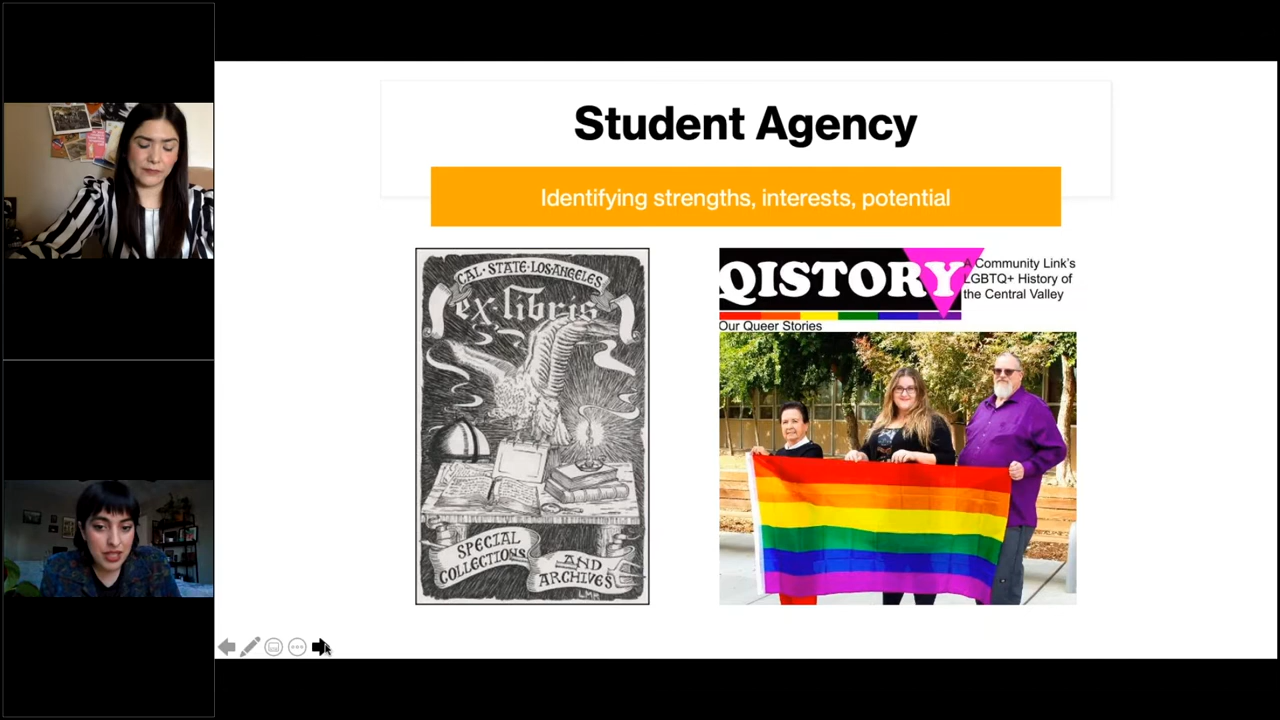 Student Agency
Identifying strengths, interests, potential
CAL·STATE·LOS·ANGELES
ex·libris
SPECIAL
COLLECTIONS
AND
ARCHIVES
LMH
QISTORY
A Community Link's
LGBTQ+ History of
the Central Valley
Our Queer Stories